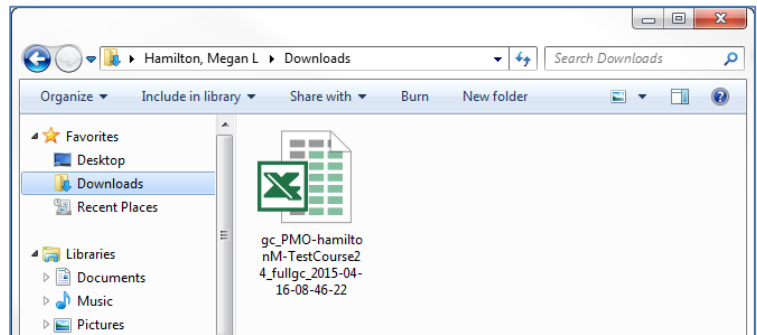 Hamilton, Megan L Downloads Search Downloads
Organize Include in library Share with Burn New folder
Favorites
Desktop
Downloads
Recent Places
Libraries
Documents
Music
Pictures
gc_PMO-hamilto
nM-TestCourse2
4_fullgc_2015-04-
16-08-46-22